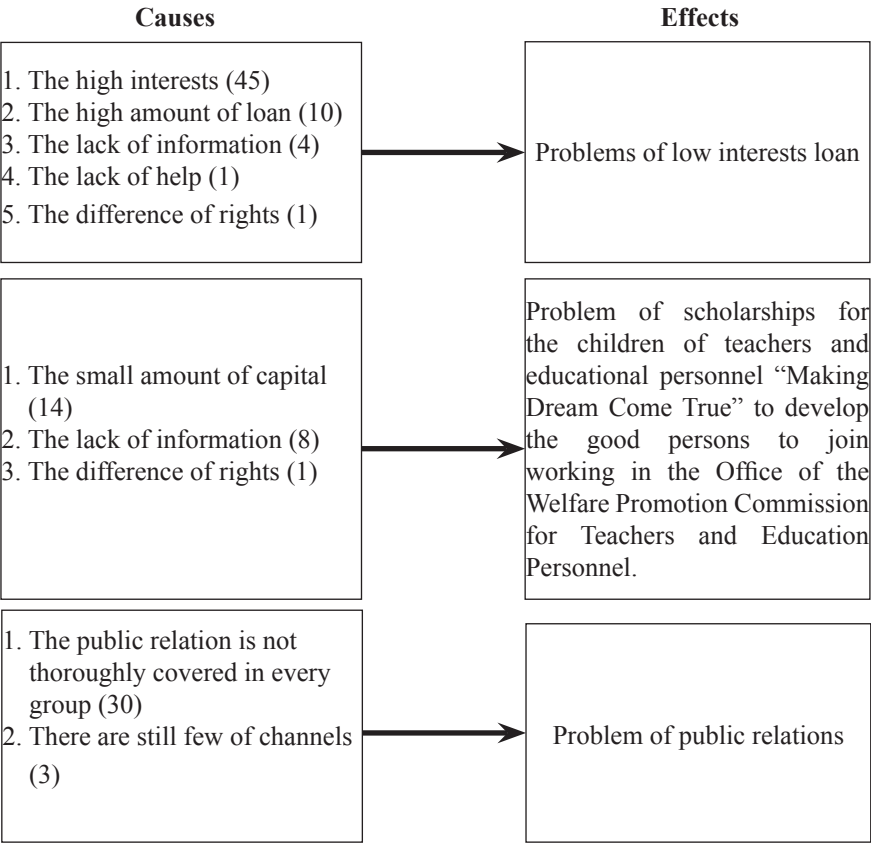 Causes
Effects
1. The high interests (45)
2. The high amount of loan (10)
3. The lack of information (4)
4. The lack of help (1)
5. The difference of rights (1)
Problems of low interests loan
1. The small amount of capital
(14)
2. The lack of information (8)
3. The difference of rights (1)
Problem of scholarships for
the children of teachers and
educational personnel “Making
Dream Come True” to develop
the good persons to join
working in the Office of the
Welfare Promotion Commission
for Teachers and Education
Personnel.
1. The public relation is not
thoroughly covered in every
group (30)
2. There are still few of channels
(3)
Problem of public relations